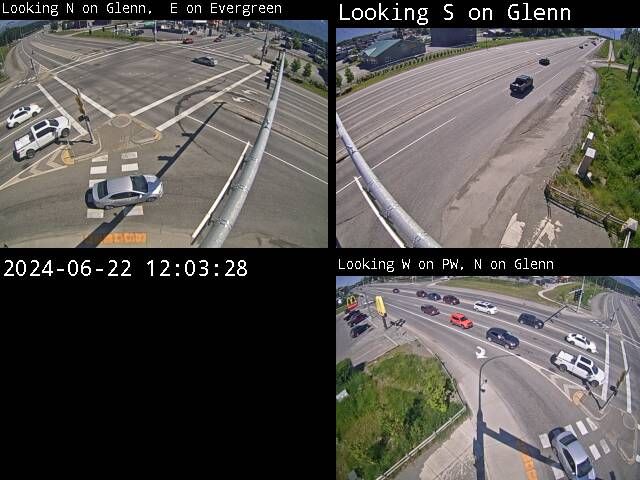 Looking N on Glenn, E on Evergreen
Looking S on Glenn
2024-06-22 12:03:28
Looking W on PW, N on Glenn